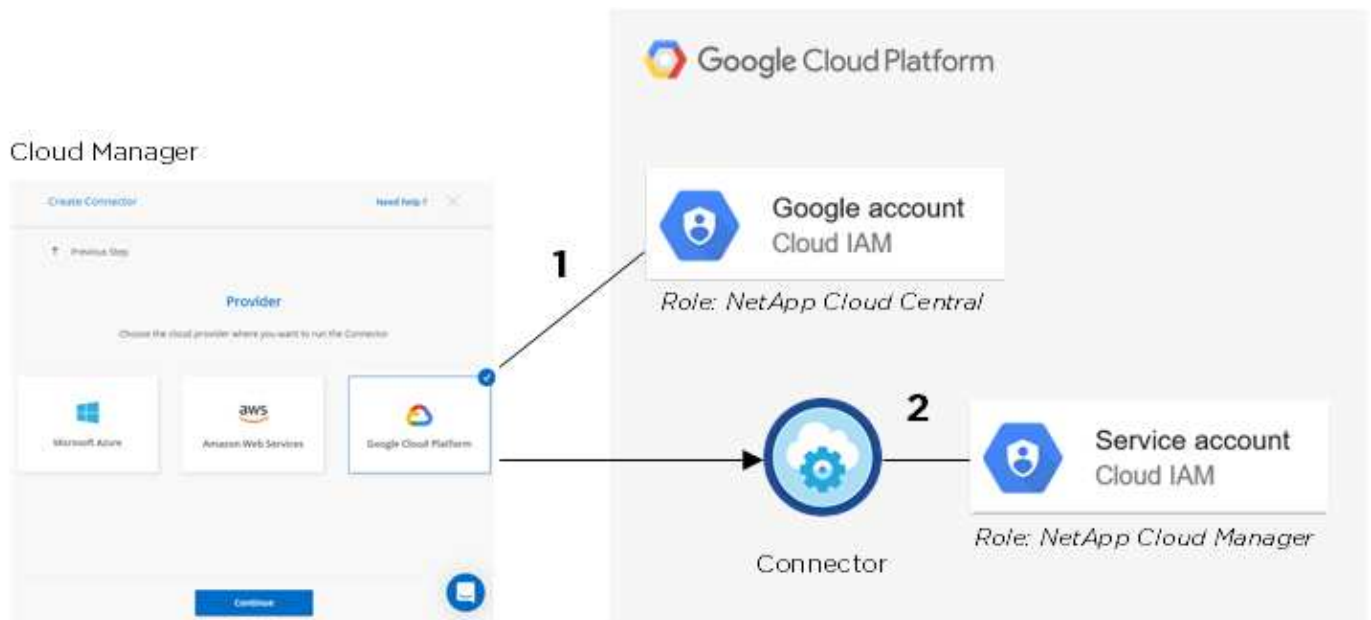 Google Cloud Platform
Cloud Manager
Create Connector
Need help?
Previous Step
Provider
Choose the cloud provider where you want to run the Connector
Microsoft Azure
aws
Amazon Web Services
Google Cloud Platform
Continue
1
Google account
Cloud IAM
Role: NetApp Cloud Central
2
Connector
Service account
Cloud IAM
Role: NetApp Cloud Manager